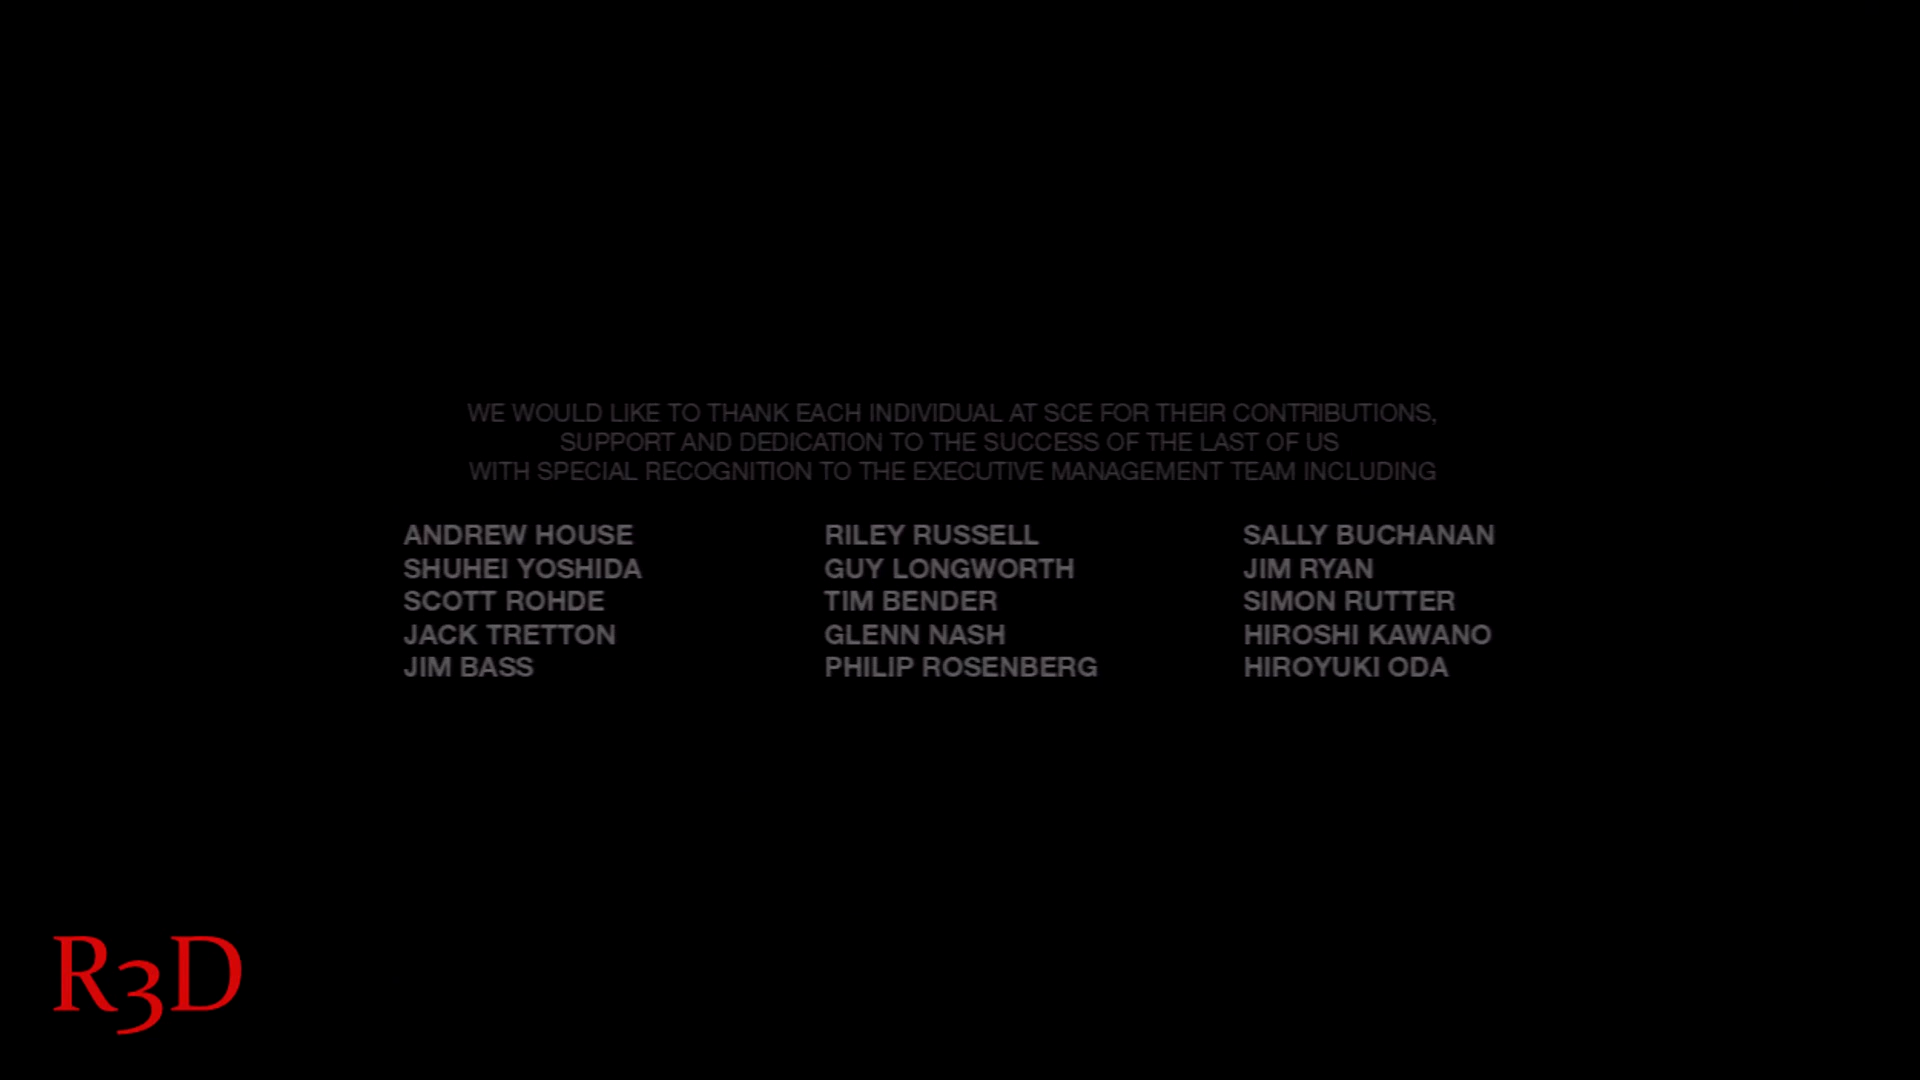 WE WOULD LIKE TO THANK EACH INDIVIDUAL AT SCE FOR THEIR CONTRIBUTIONS,
SUPPORT AND DEDICATION TO THE SUCCESS OF THE LAST OF US
WITH SPECIAL RECOGNITION TO THE EXECUTIVE MANAGEMENT TEAM INCLUDING
ANDREW HOUSE
SHUHEI YOSHIDA
SCOTT ROHDE
JACK TRETTON
JIM BASS
RILEY RUSSELL
GUY LONGWORTH
TIM BENDER
GLENN NASH
PHILIP ROSENBERG
SALLY BUCHANAN
JIM RYAN
SIMON RUTTER
HIROSHI KAWANO
HIROYUKI ODA
R3D